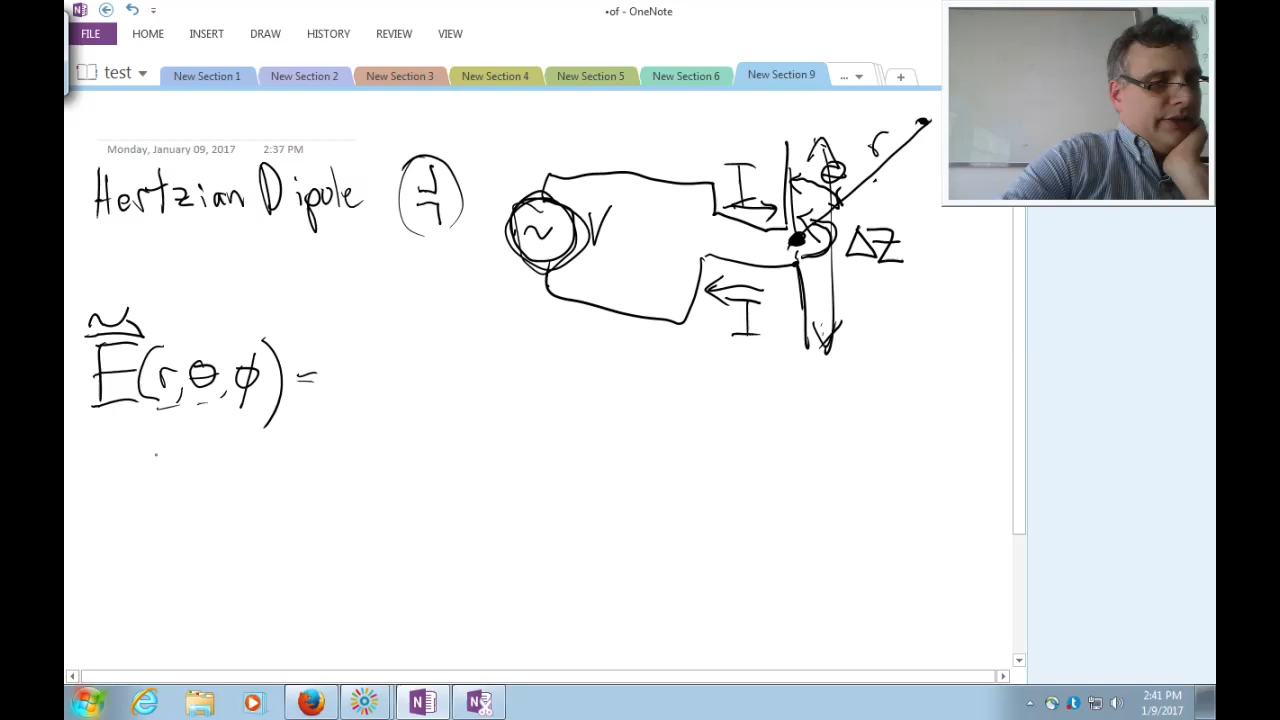 •of - OneNote
FILE HOME INSERT DRAW HISTORY REVIEW VIEW
test New Section 1 New Section 2 New Section 3 New Section 4 New Section 5 New Section 6 New Section 9 ... +
Monday, January 09, 2017 2:37 PM
Hertzian Dipole
I
I
V
r
θ
ΔZ
~
Ẽ(r, θ, ϕ) =
2:41 PM
1/9/2017